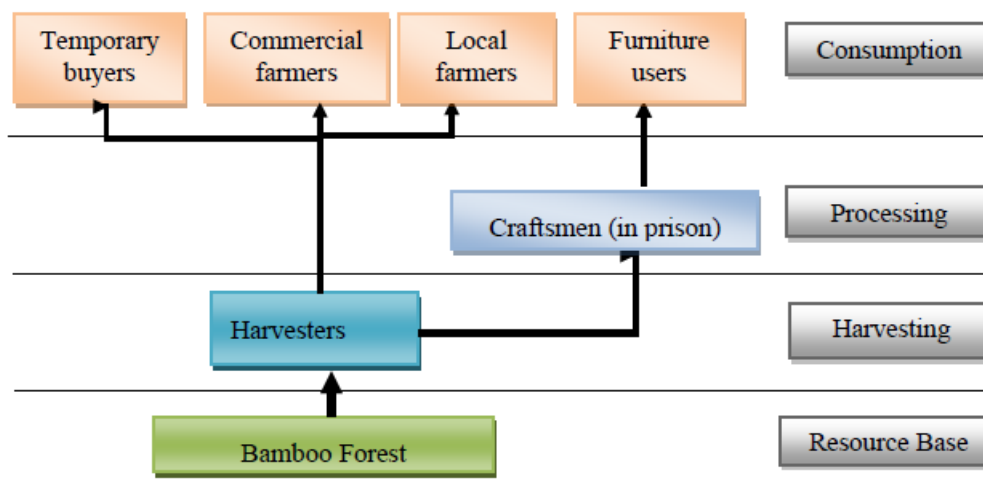 Temporary
buyers
Commercial
farmers
Local
farmers
Furniture
users
Consumption
Craftsmen (in prison)
Processing
Harvesters
Harvesting
Bamboo Forest
Resource Base